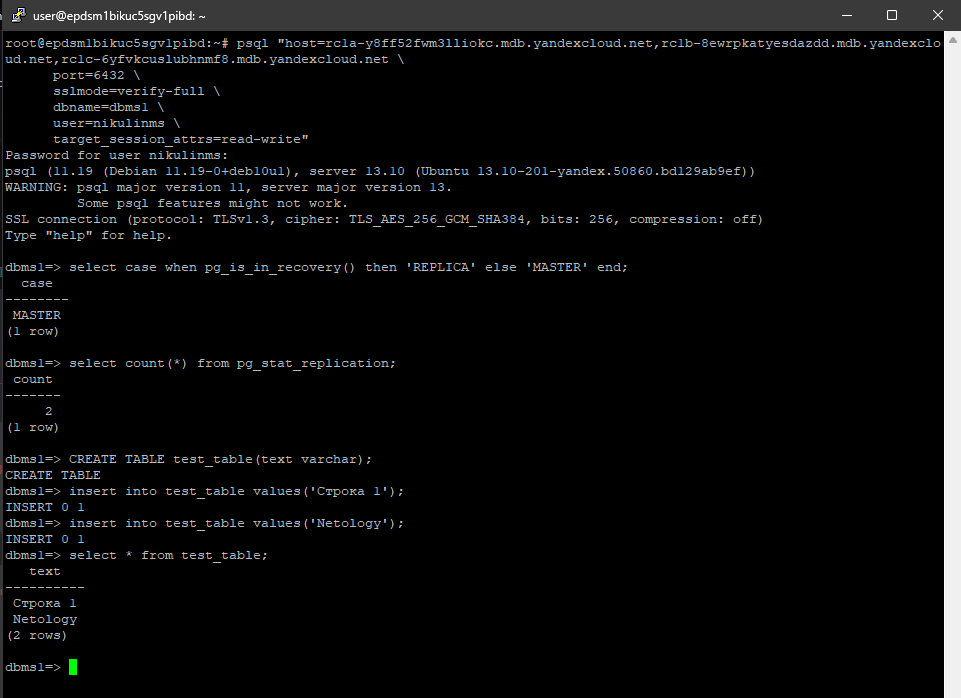 user@epdsm1bikuc5sgv1pibd: ~
root@epdsm1bikuc5sgv1pibd:~# psql "host=rc1a-y8ff52fwm3lliokc.mdb.yandexcloud.net,rc1b-8ewrpkatyesdazdd.mdb.yandexclo
ud.net,rc1c-6yfvkcuslubhnmf8.mdb.yandexcloud.net \
port=6432 \
sslmode=verify-full \
dbname=dbms1 \
user=nikulinms \
target_session_attrs=read-write"
Password for user nikulinms:
psql (11.19 (Debian 11.19-0+deb10u1), server 13.10 (Ubuntu 13.10-201-yandex.50860.bd129ab9ef))
WARNING: psql major version 11, server major version 13.
Some psql features might not work.
SSL connection (protocol: TLSv1.3, cipher: TLS_AES_256_GCM_SHA384, bits: 256, compression: off)
Type "help" for help.
dbms1=> select case when pg_is_in_recovery() then 'REPLICA' else 'MASTER' end;
case
--------
MASTER
(1 row)
dbms1=> select count(*) from pg_stat_replication;
count
-------
2
(1 row)
dbms1=> CREATE TABLE test_table(text varchar);
CREATE TABLE
dbms1=> insert into test_table values('Строка 1');
INSERT 0 1
dbms1=> insert into test_table values('Netology');
INSERT 0 1
dbms1=> select * from test_table;
text
----------
Строка 1
Netology
(2 rows)
dbms1=>